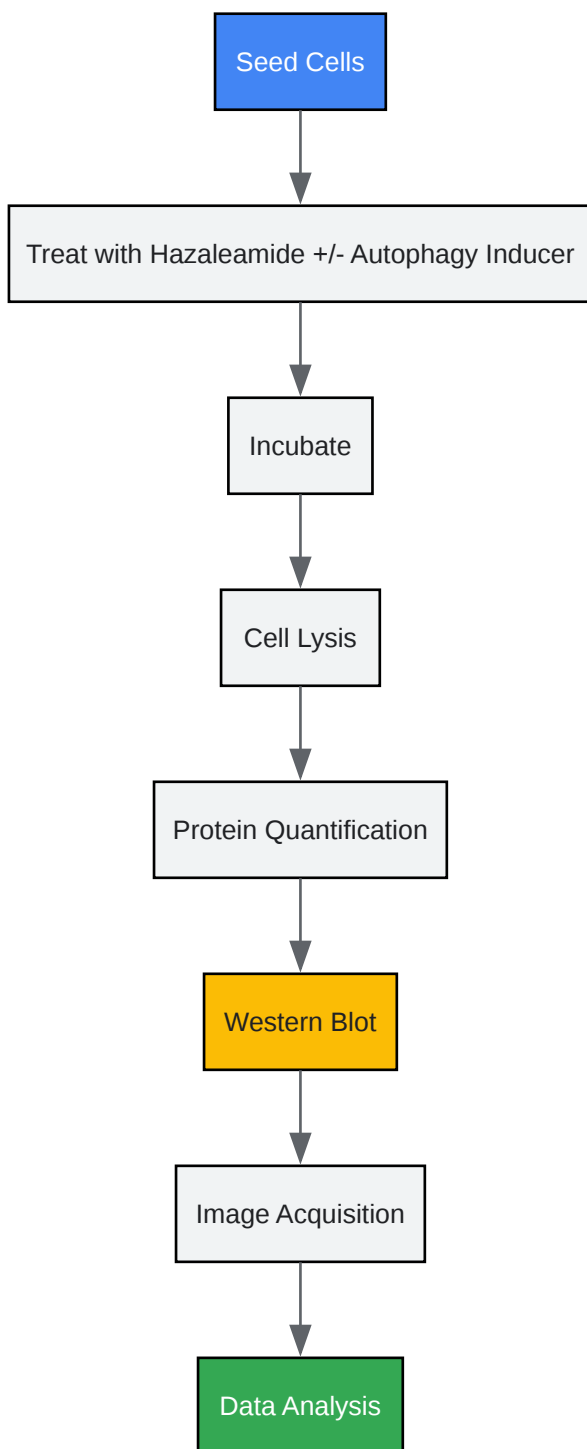 Seed Cells
Treat with Hazaleamide +/- Autophagy Inducer
Incubate
Cell Lysis
Protein Quantification
Western Blot
Image Acquisition
Data Analysis